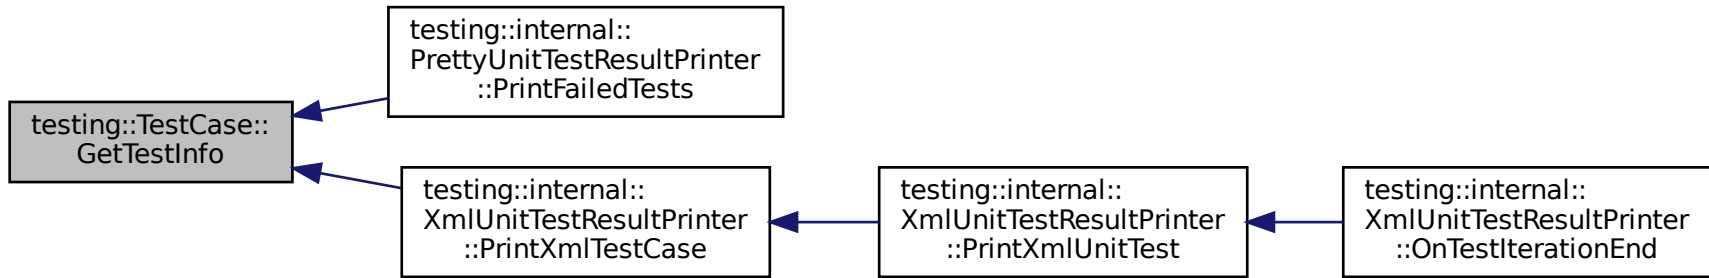 testing::TestCase::
GetTestInfo
testing::internal::
PrettyUnitTestResultPrinter
::PrintFailedTests
testing::internal::
XmlUnitTestResultPrinter
::PrintXmlTestCase
testing::internal::
XmlUnitTestResultPrinter
::PrintXmlUnitTest
testing::internal::
XmlUnitTestResultPrinter
::OnTestIterationEnd